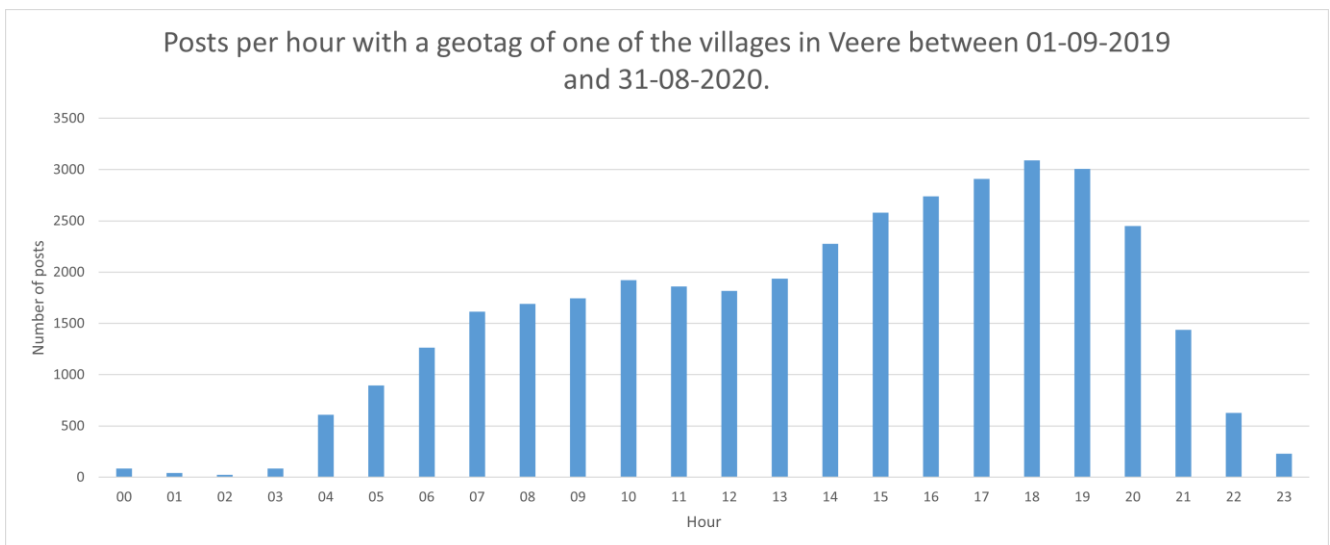 Posts per hour with a geotag of one of the villages in Veere between 01-09-2019
and 31-08-2020.
3500
3000
2500
2000
1500
1000
500
0
Number of posts
00 01 02 03 04 05 06 07 08 09 10 11 12 13 14 15 16 17 18 19 20 21 22 23
Hour